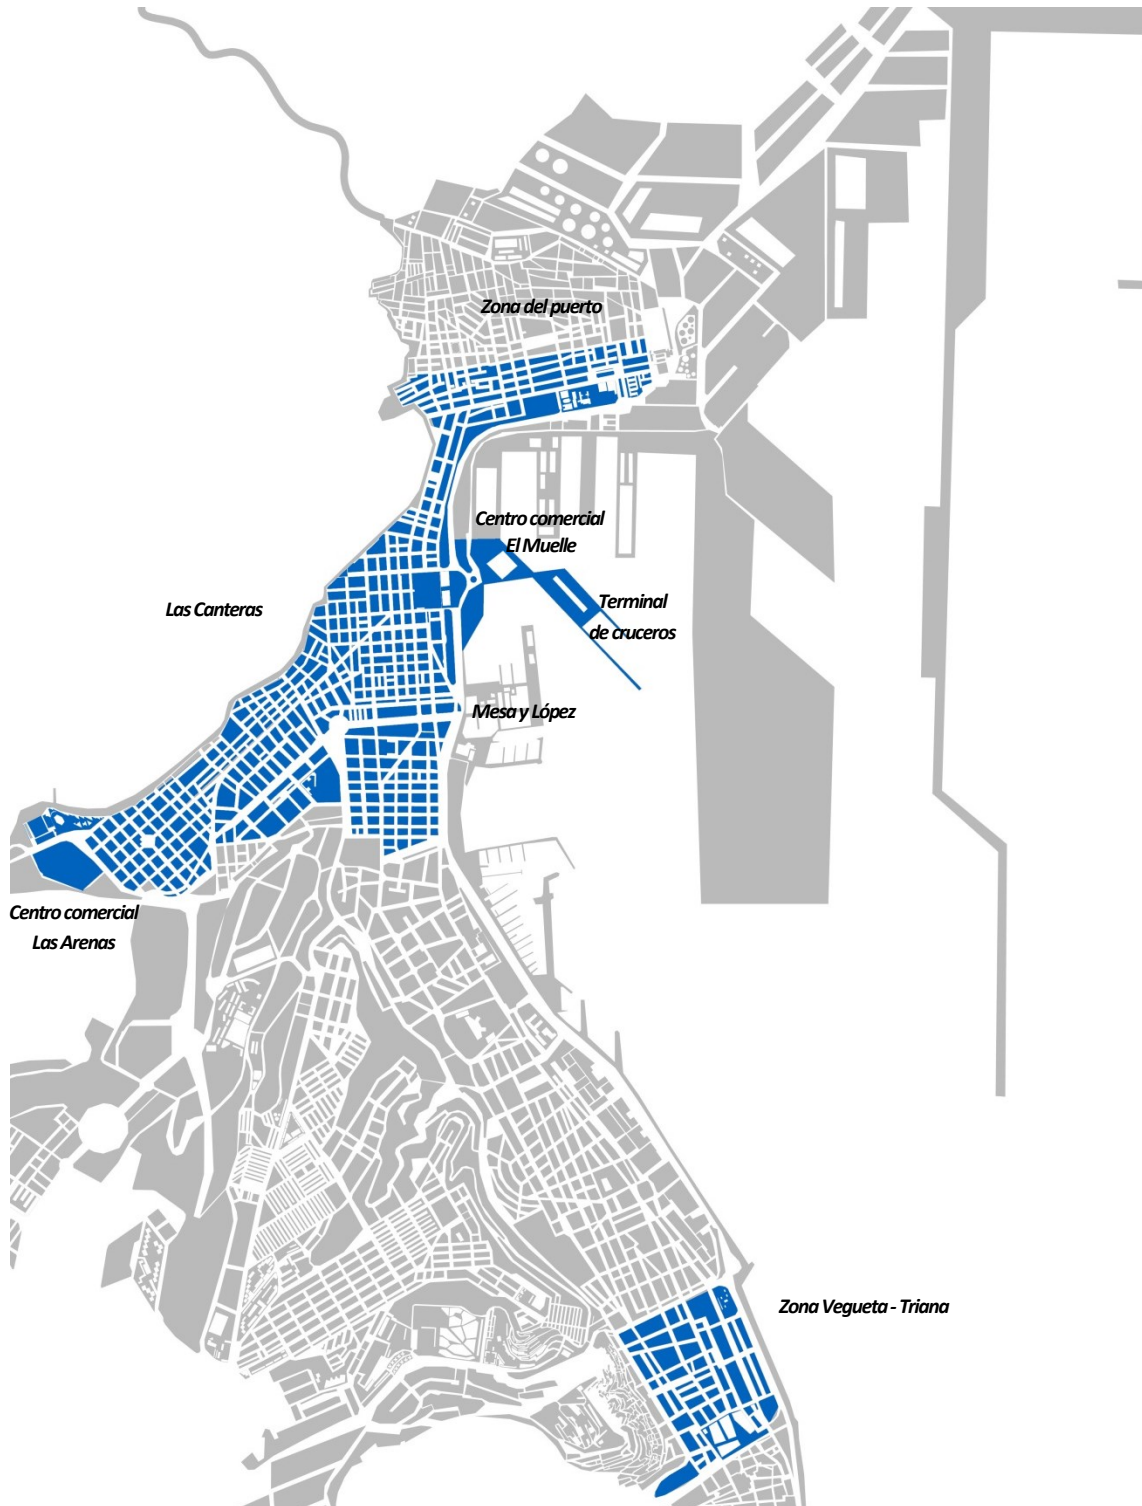 Zona del puerto
Centro comercial
El Muelle
Las Canteras
Terminal
de cruceros
Mesa y López
Centro comercial
Las Arenas
Zona Vegueta - Triana